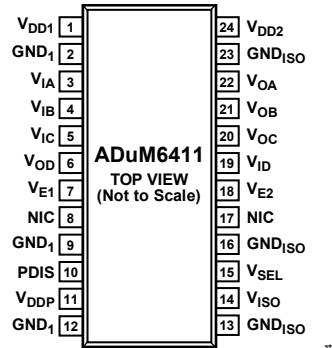 VDD1 1 24 VDD2
GND1 2 23 GNDISO
VIA 3 22 VOA
VIB 4 21 VOB
VIC 5 20 VOC
VOD 6 19 VID
VE1 7 18 VE2
NIC 8 17 NIC
GND1 9 16 GNDISO
PDIS 10 15 VSEL
VDDP 11 14 VISO
GND1 12 13 GNDISO
ADuM6411
TOP VIEW
(Not to Scale)